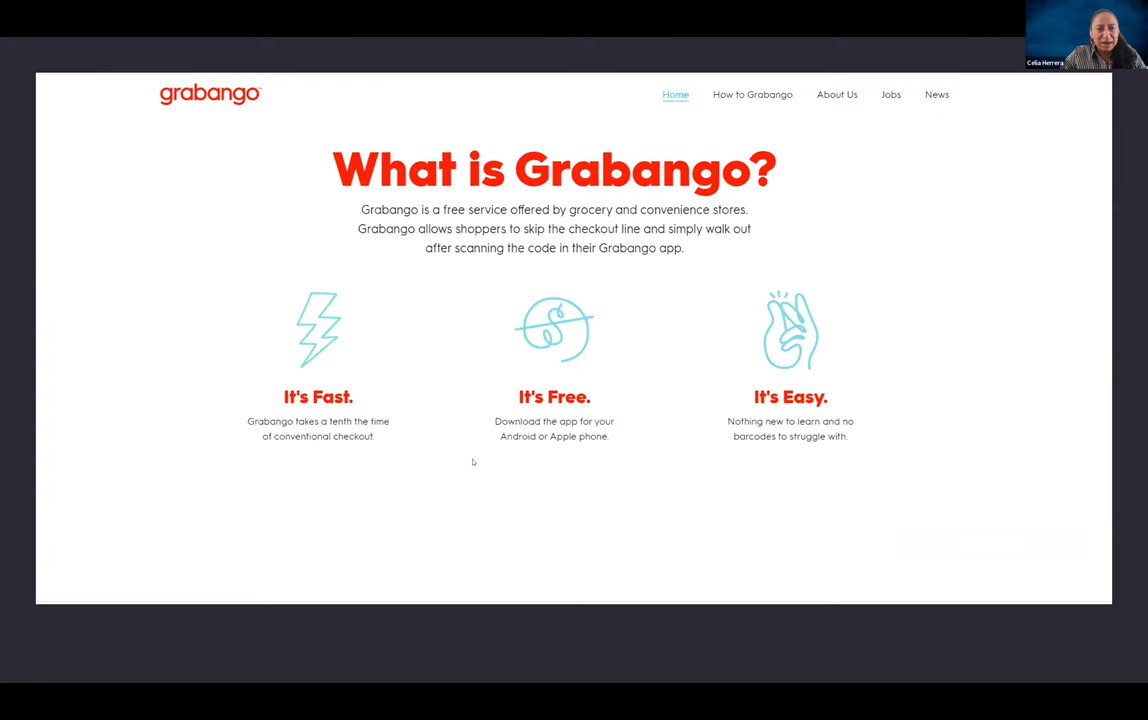 Celia Herrera
grabango
Home How to Grabango About Us Jobs News
What is Grabango?
Grabango is a free service offered by grocery and convenience stores.
Grabango allows shoppers to skip the checkout line and simply walk out
after scanning the code in their Grabango app.
It's Fast.
Grabango takes a tenth the time
of conventional checkout.
It's Free.
Download the app for your
Android or Apple phone.
It's Easy.
Nothing new to learn and no
barcodes to struggle with.